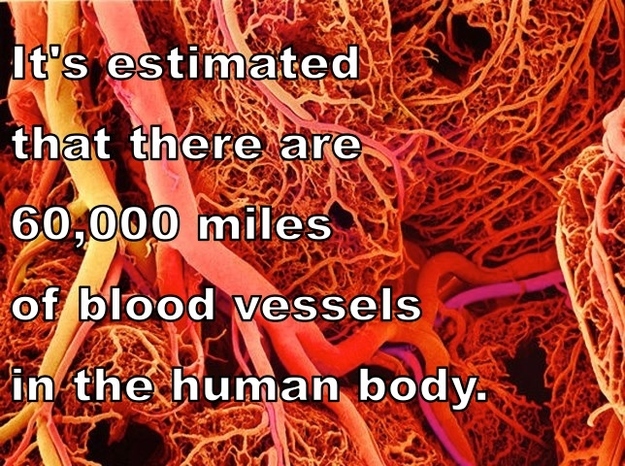 It's estimated
that there are
60,000 miles
of blood vessels
in the human body.